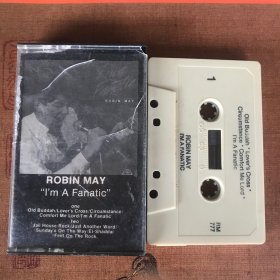 ROBIN MAY
ROBIN MAY
"I'm A Fanatic"
one
Old Buddah/Lover's Cross/Circumstance/
Comfort Me Lord/I'm A Fanatic
two
Jail House Rock/Just Another Word/
Sunday's On The Way/El-Shaddai/
Feet On The Rock
1
Old Buddah * Lover's Cross *
Circumstance * Comfort Me Lord *
I'm A Fanatic
ROBIN MAY
I'M A FANATIC
RM
777